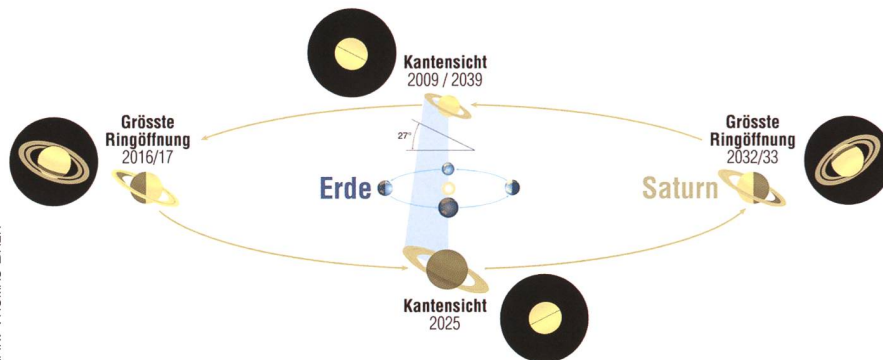 Kantensicht
2009 / 2039
Grösste
Ringöffnung
2016/17
27°
Grösste
Ringöffnung
2032/33
Erde
Saturn
Kantensicht
2025